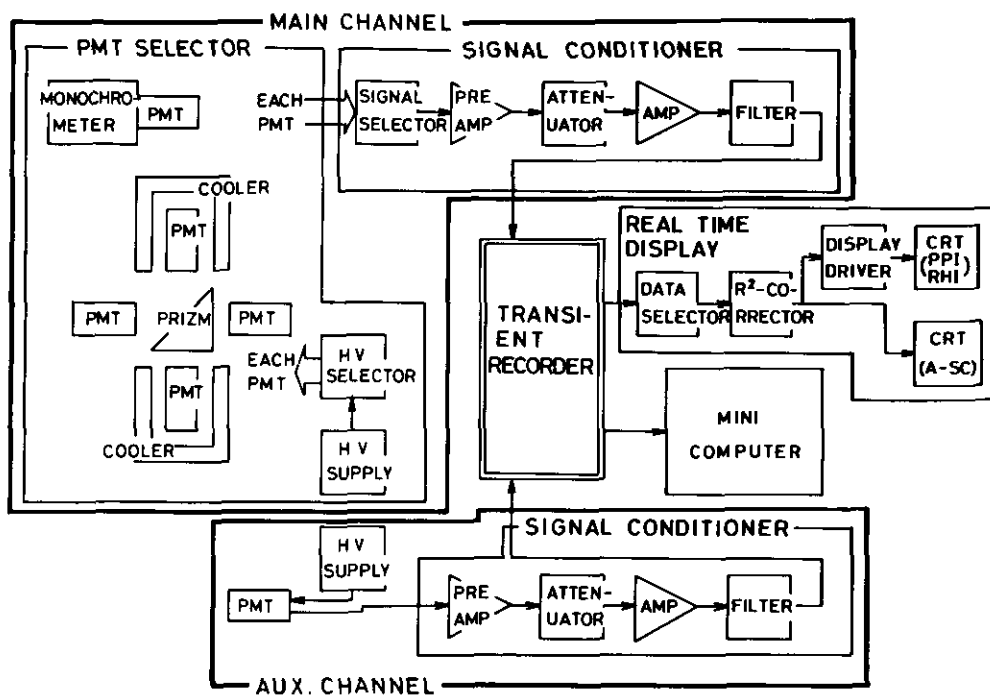 MAIN CHANNEL
PMT SELECTOR
MONOCHRO-
METER
PMT
COOLER
PMT
PMT
PRIZM
PMT
PMT
COOLER
EACH
PMT
HV
SELECTOR
HV
SUPPLY
SIGNAL CONDITIONER
EACH
PMT
SIGNAL
SELECTOR
PRE
AMP
ATTEN-
UATOR
AMP
FILTER
TRANSI-
ENT
RECORDER
REAL TIME
DISPLAY
DATA
SELECTOR
R²-CO-
RRECTOR
DISPLAY
DRIVER
CRT
(PPI
RHI)
CRT
(A-SC)
MINI
COMPUTER
HV
SUPPLY
PMT
SIGNAL CONDITIONER
PRE
AMP
ATTEN-
UATOR
AMP
FILTER
AUX. CHANNEL